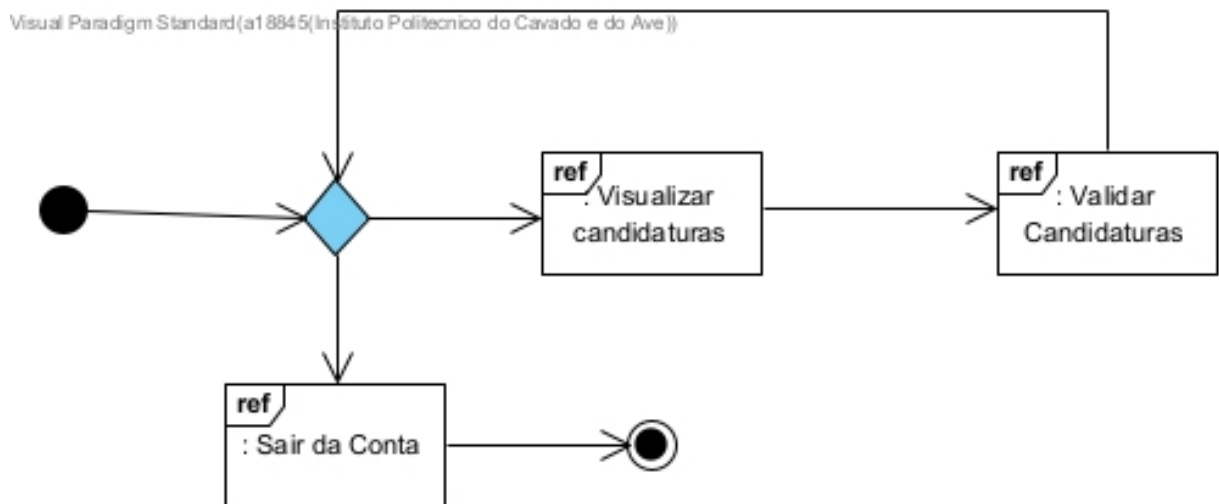 Visual Paradigm Standard(a18845(Instituto Politecnico do Cavado e do Ave))
ref
: Visualizar
candidaturas
ref
: Validar
Candidaturas
ref
: Sair da Conta